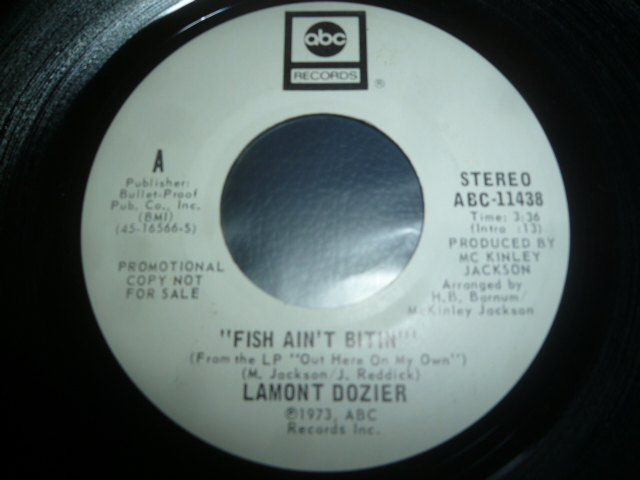 abc
RECORDS
®
A
Publisher:
Bullet-Proof
Pub. Co., Inc.
(BMI)
(45-16566-S)
PROMOTIONAL
COPY NOT
FOR SALE
STEREO
ABC-11438
Time: 3:36
(Intro :13)
PRODUCED BY
MC KINLEY
JACKSON
Arranged by
H.B. Barnum/
McKinley Jackson
"FISH AIN'T BITIN'"
(From the LP "Out Here On My Own")
(M. Jackson/J. Reddick)
LAMONT DOZIER
℗1973, ABC
Records Inc.